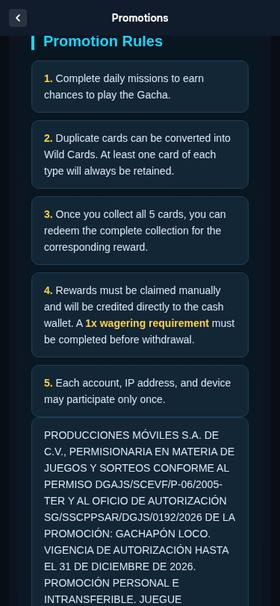 Promotions
Promotion Rules
1. Complete daily missions to earn
chances to play the Gacha.
2. Duplicate cards can be converted into
Wild Cards. At least one card of each
type will always be retained.
3. Once you collect all 5 cards, you can
redeem the complete collection for the
corresponding reward.
4. Rewards must be claimed manually
and will be credited directly to the cash
wallet. A 1x wagering requirement must
be completed before withdrawal.
5. Each account, IP address, and device
may participate only once.
PRODUCCIONES MÓVILES S.A. DE
C.V., PERMISIONARIA EN MATERIA DE
JUEGOS Y SORTEOS CONFORME AL
PERMISO DGAJS/SCEVF/P-06/2005-
TER Y AL OFICIO DE AUTORIZACIÓN
SG/SSCPPSAR/DGJS/0192/2026 DE LA
PROMOCIÓN: GACHAPÓN LOCO.
VIGENCIA DE AUTORIZACIÓN HASTA
EL 31 DE DICIEMBRE DE 2026.
PROMOCIÓN PERSONAL E
INTRANSFERIBLE. JUEGUE